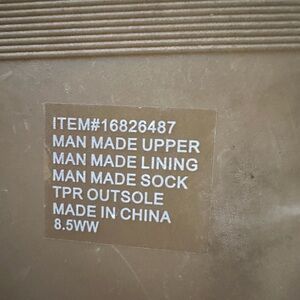 ITEM#16826487
MAN MADE UPPER
MAN MADE LINING
MAN MADE SOCK
TPR OUTSOLE
MADE IN CHINA
8.5WW